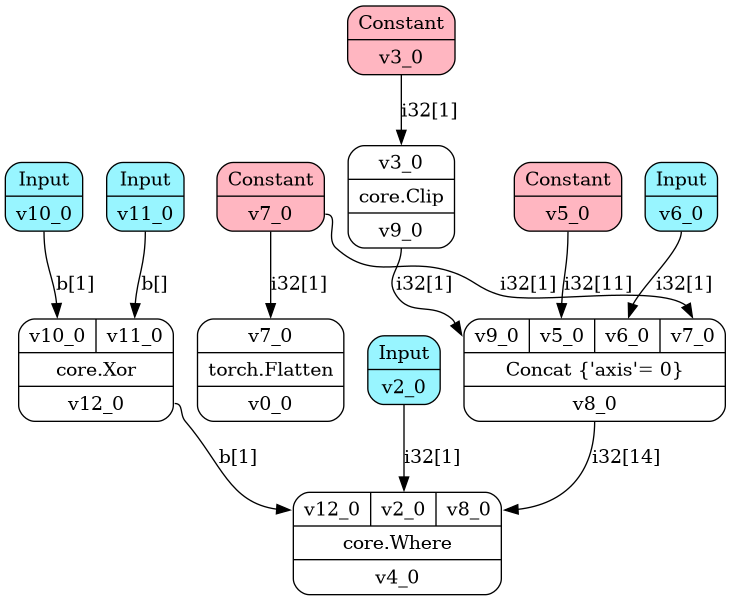 Constant
v3_0
i32[1]
v3_0
core.Clip
v9_0
Input
v10_0
Input
v11_0
Constant
v7_0
Constant
v5_0
Input
v6_0
b[1]
b[]
i32[1]
i32[1]
i32[1]
i32[11]
i32[1]
v10_0 v11_0
core.Xor
v12_0
v7_0
torch.Flatten
v0_0
Input
v2_0
v9_0 v5_0 v6_0 v7_0
Concat {'axis'= 0}
v8_0
b[1]
i32[1]
i32[14]
v12_0 v2_0 v8_0
core.Where
v4_0